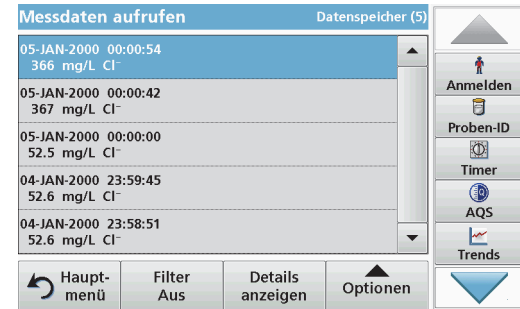 Messdaten aufrufen
Datenspeicher (5)
05-JAN-2000 00:00:54
366 mg/L Cl⁻
05-JAN-2000 00:00:42
367 mg/L Cl⁻
05-JAN-2000 00:00:00
52.5 mg/L Cl⁻
04-JAN-2000 23:59:45
52.6 mg/L Cl⁻
04-JAN-2000 23:58:51
52.6 mg/L Cl⁻
Anmelden
Proben-ID
Timer
AQS
Trends
Haupt-
menü
Filter
Aus
Details
anzeigen
Optionen